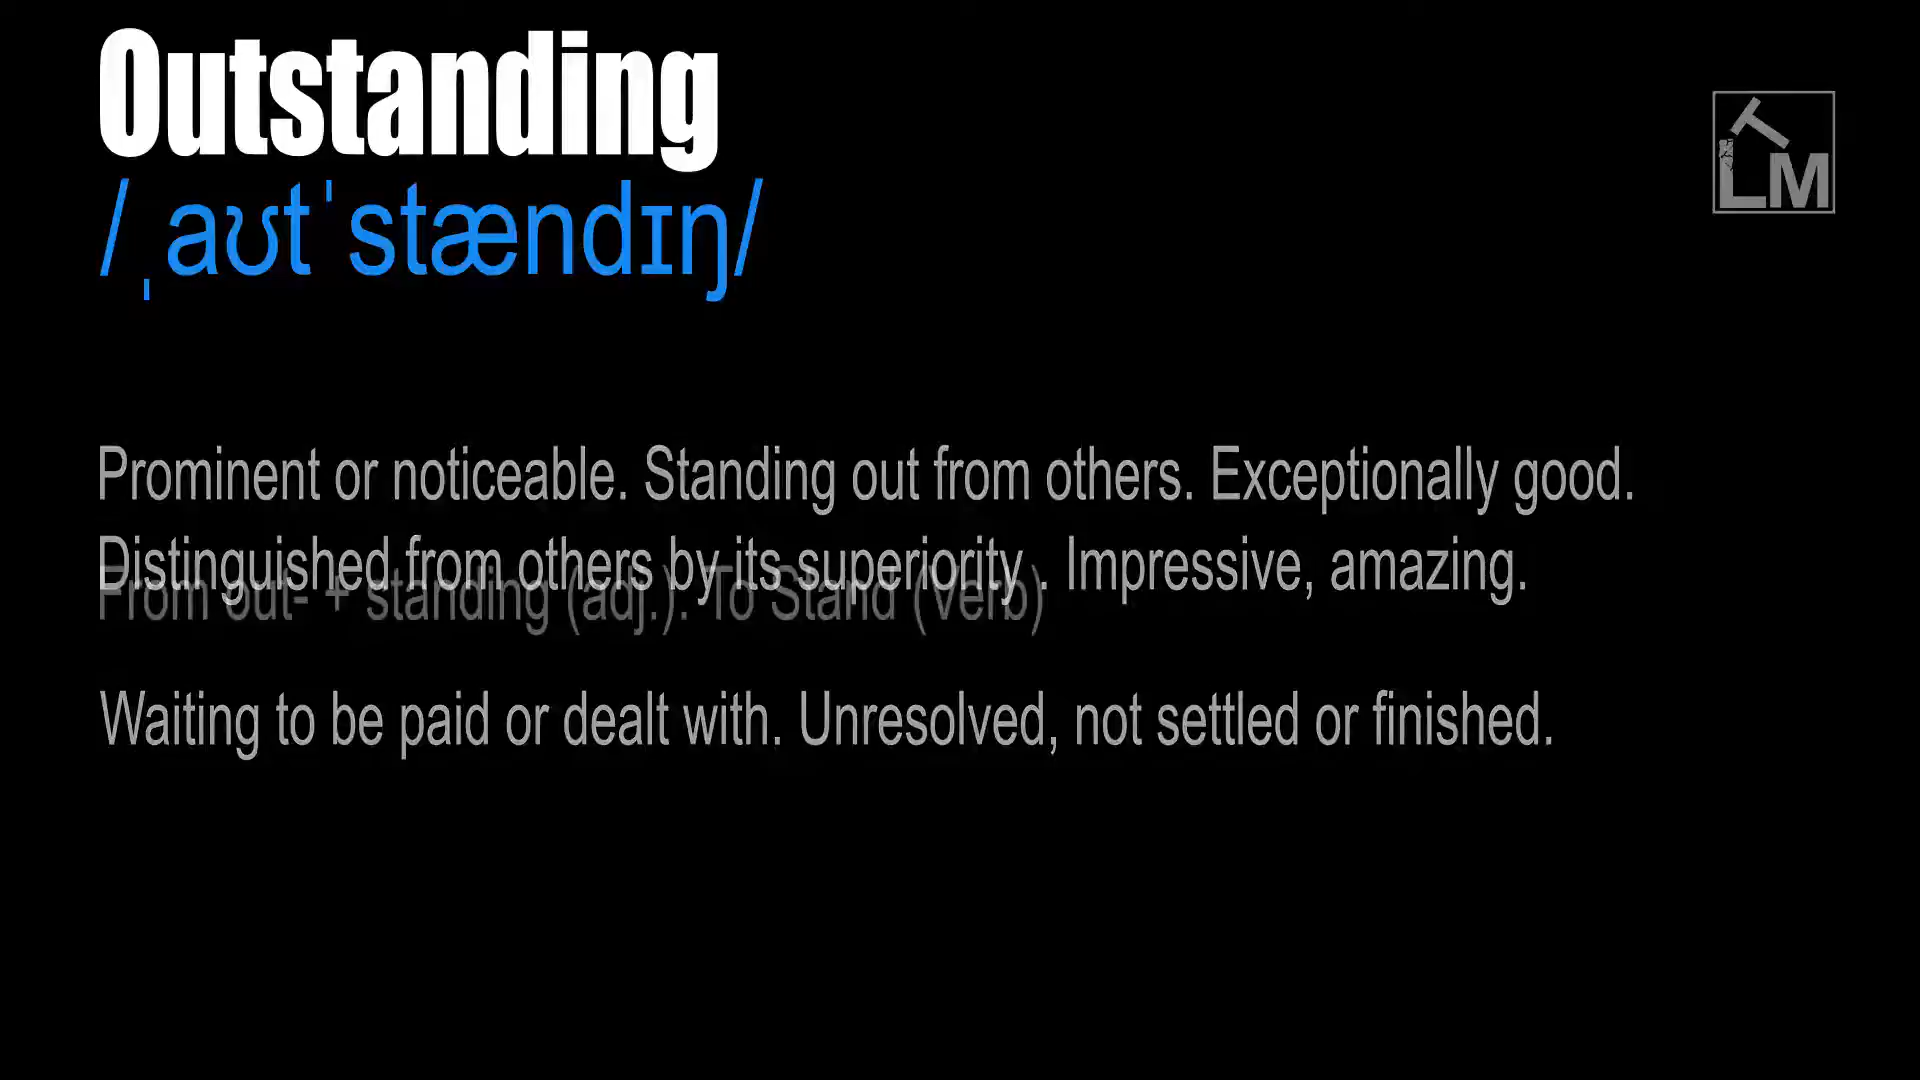 Outstanding
/ˌaʊtˈstændɪŋ/
LTM
Prominent or noticeable. Standing out from others. Exceptionally good.
Distinguished from others by its superiority . Impressive, amazing.
From out- + standing (adj.). To Stand (Verb)
Waiting to be paid or dealt with. Unresolved, not settled or finished.